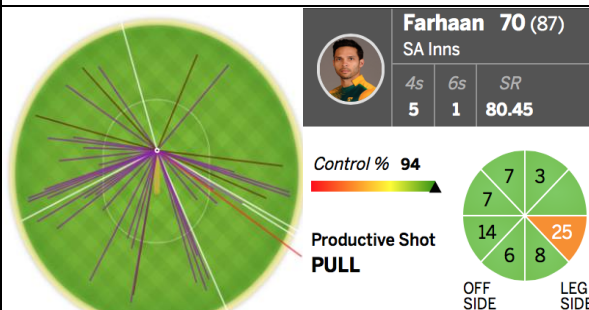 Farhaan 70 (87)
SA Inns
4s 6s SR
5 1 80.45
Control % 94
Productive Shot
PULL
7 3
7
14 25
6 8
OFF LEG
SIDE SIDE